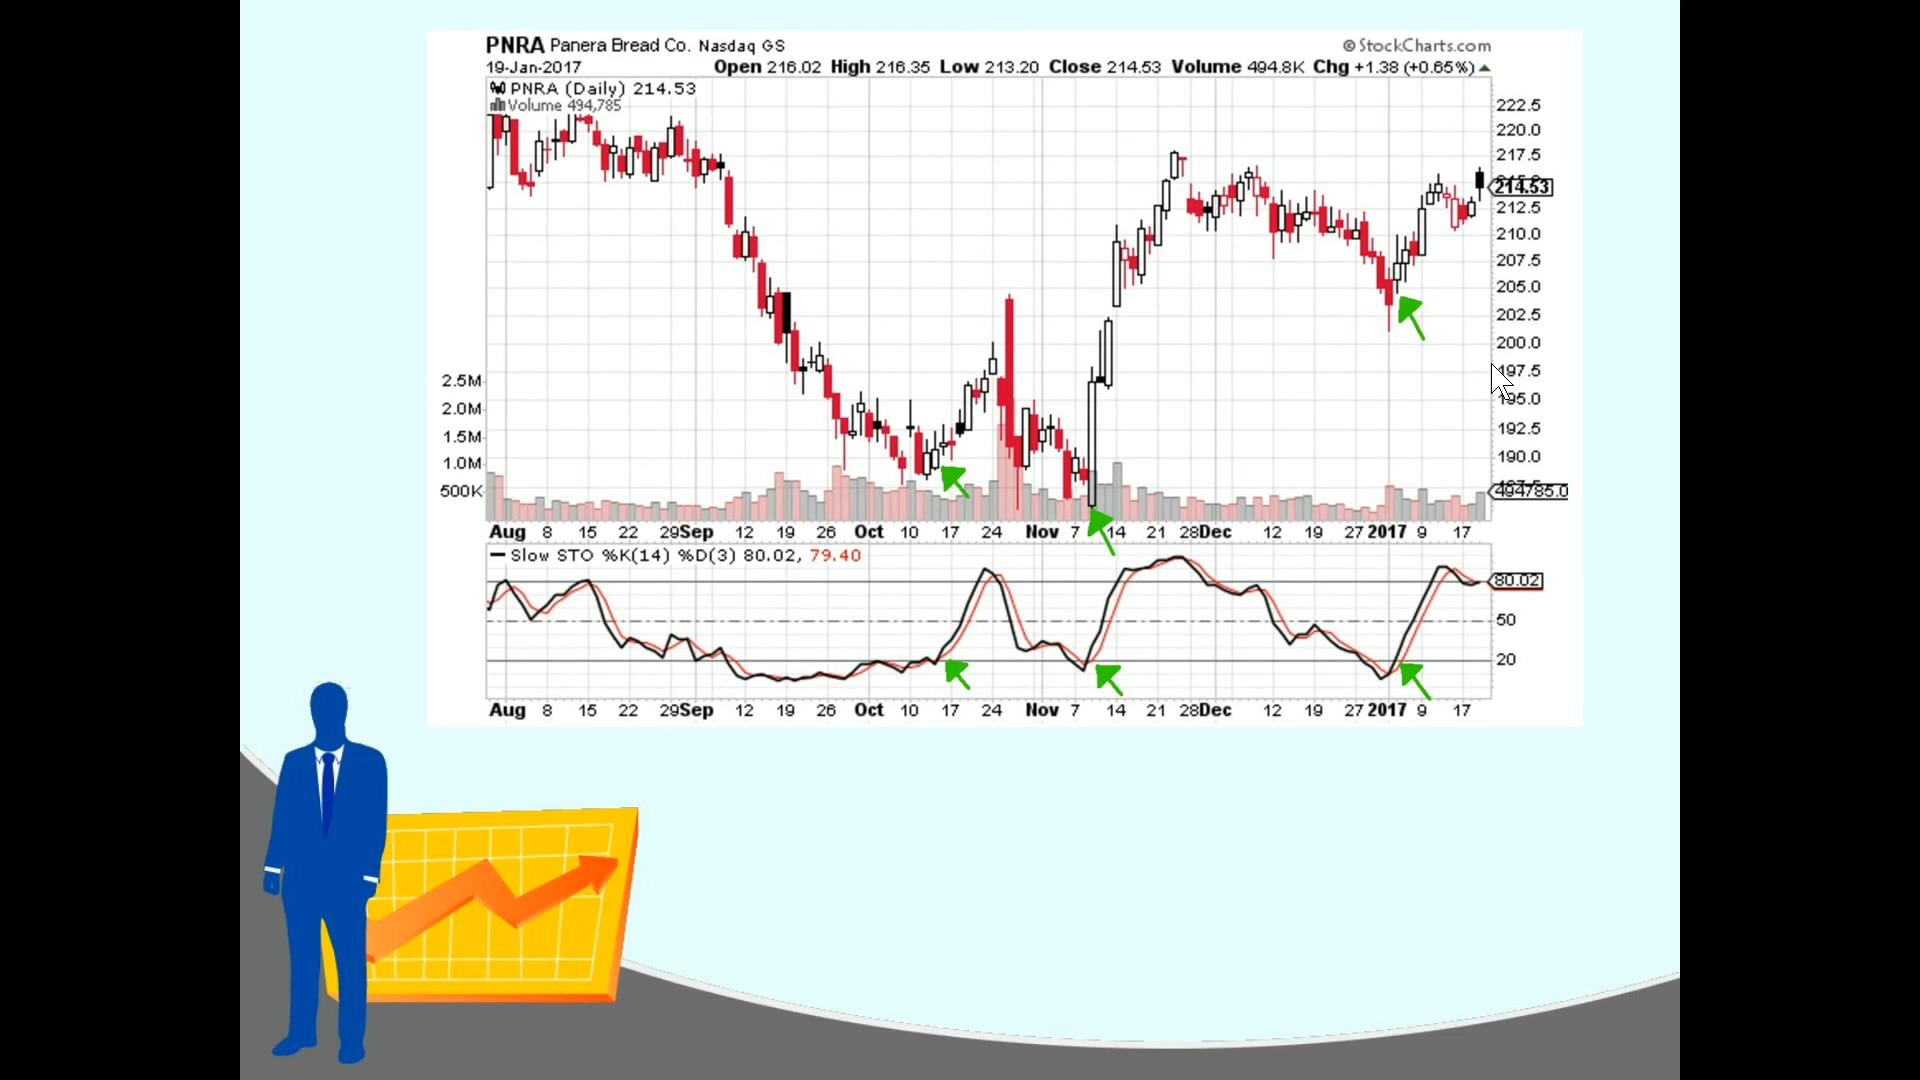 PNRA Panera Bread Co. Nasdaq GS © StockCharts.com
19-Jan-2017 Open 216.02 High 216.35 Low 213.20 Close 214.53 Volume 494.8K Chg +1.38 (+0.65%)
PNRA (Daily) 214.53
Volume 494,785
222.5
220.0
217.5
214.53
212.5
210.0
207.5
205.0
202.5
200.0
197.5
2.5M
195.0
2.0M
192.5
1.5M
190.0
1.0M
500K
494785.0
Aug 8 15 22 29 Sep 12 19 26 Oct 10 17 24 Nov 7 14 21 28 Dec 12 19 27 2017 9 17
Slow STO %K(14) %D(3) 80.02, 79.40
80.02
50
20
Aug 8 15 22 29 Sep 12 19 26 Oct 10 17 24 Nov 7 14 21 28 Dec 12 19 27 2017 9 17